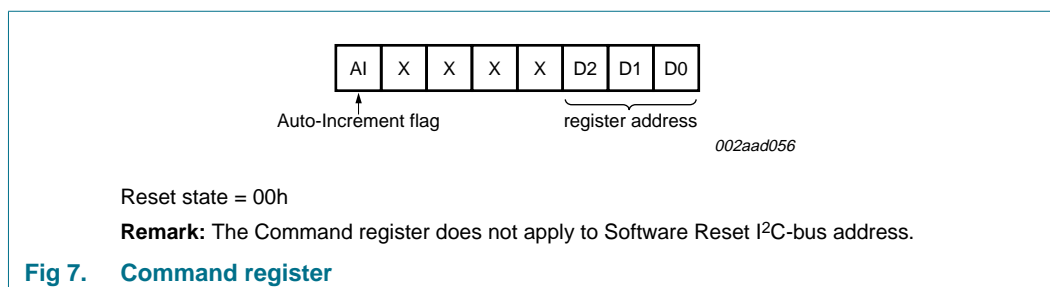 AI X X X X D2 D1 D0
Auto-Increment flag register address
002aad056
Reset state = 00h
Remark: The Command register does not apply to Software Reset I2C-bus address.
Fig 7. Command register